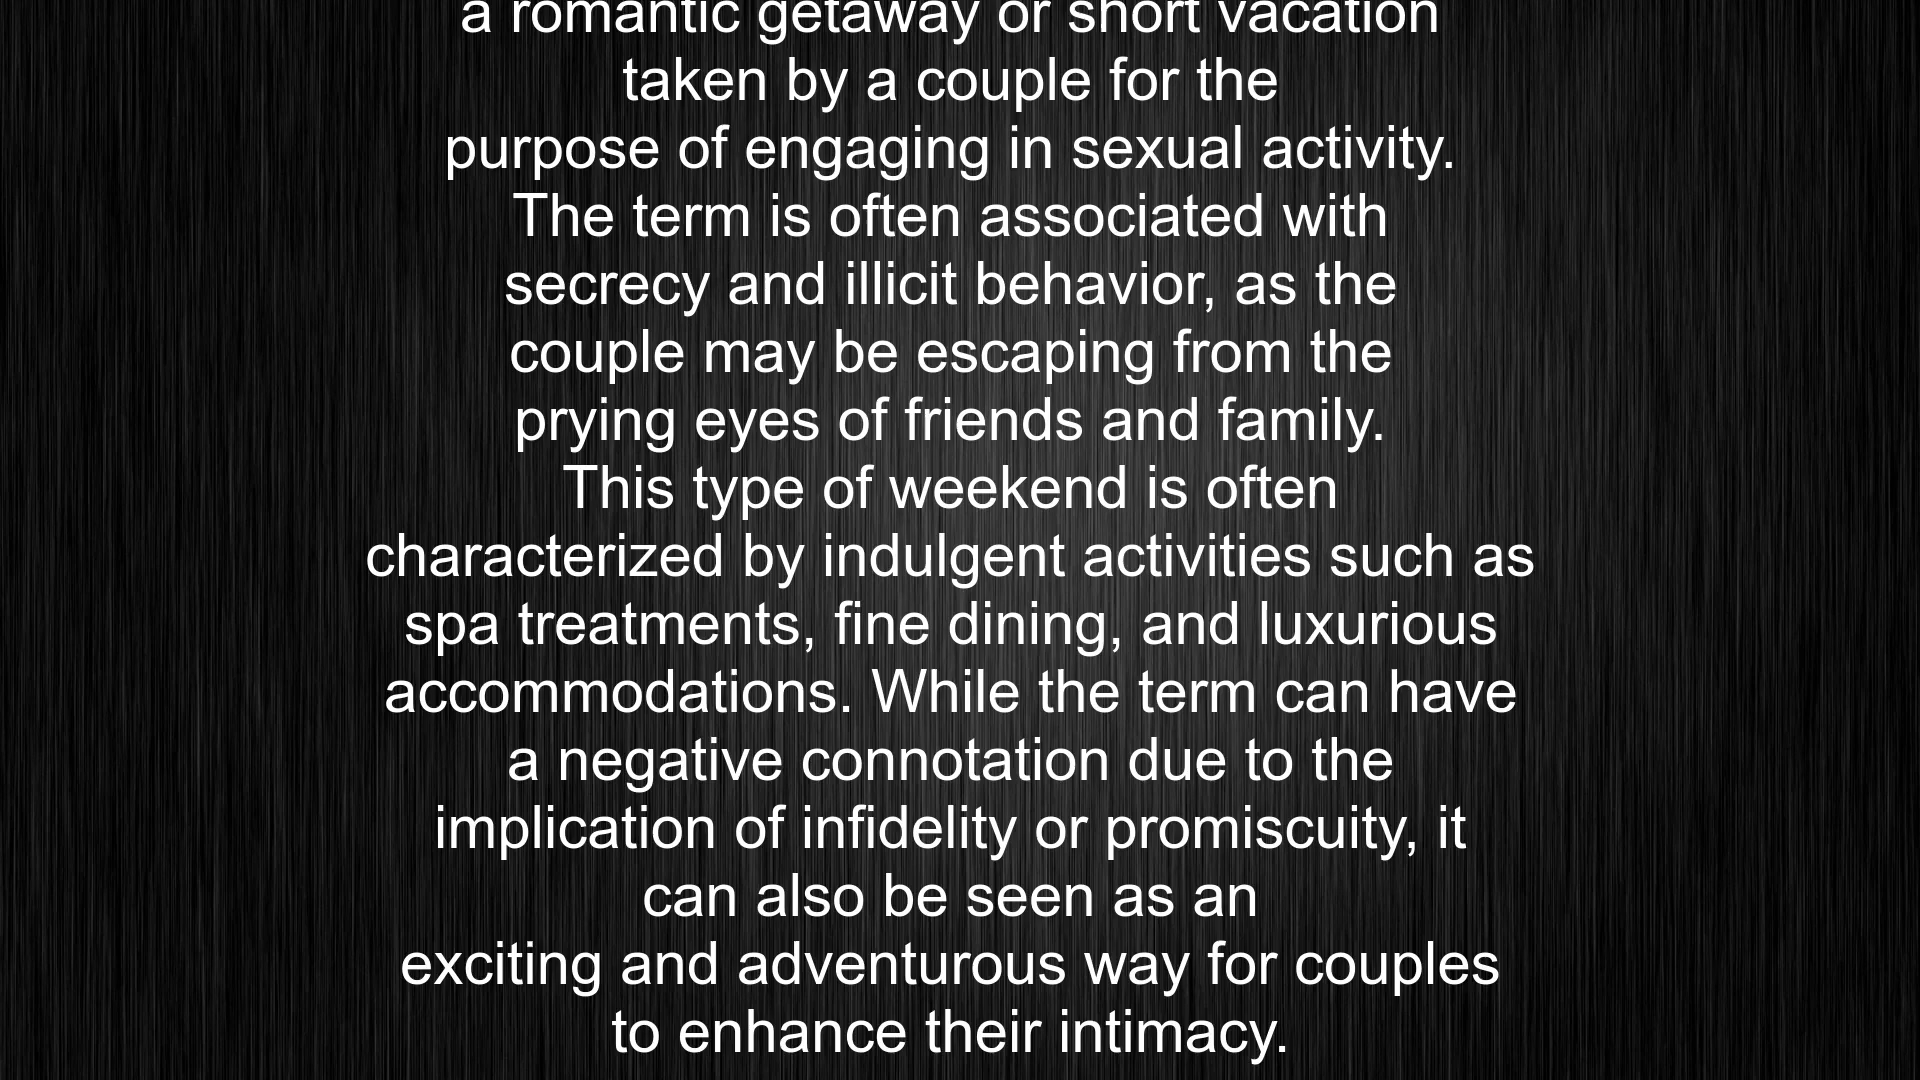 a romantic getaway or short vacation
taken by a couple for the
purpose of engaging in sexual activity.
The term is often associated with
secrecy and illicit behavior, as the
couple may be escaping from the
prying eyes of friends and family.
This type of weekend is often
characterized by indulgent activities such as
spa treatments, fine dining, and luxurious
accommodations. While the term can have
a negative connotation due to the
implication of infidelity or promiscuity, it
can also be seen as an
exciting and adventurous way for couples
to enhance their intimacy.